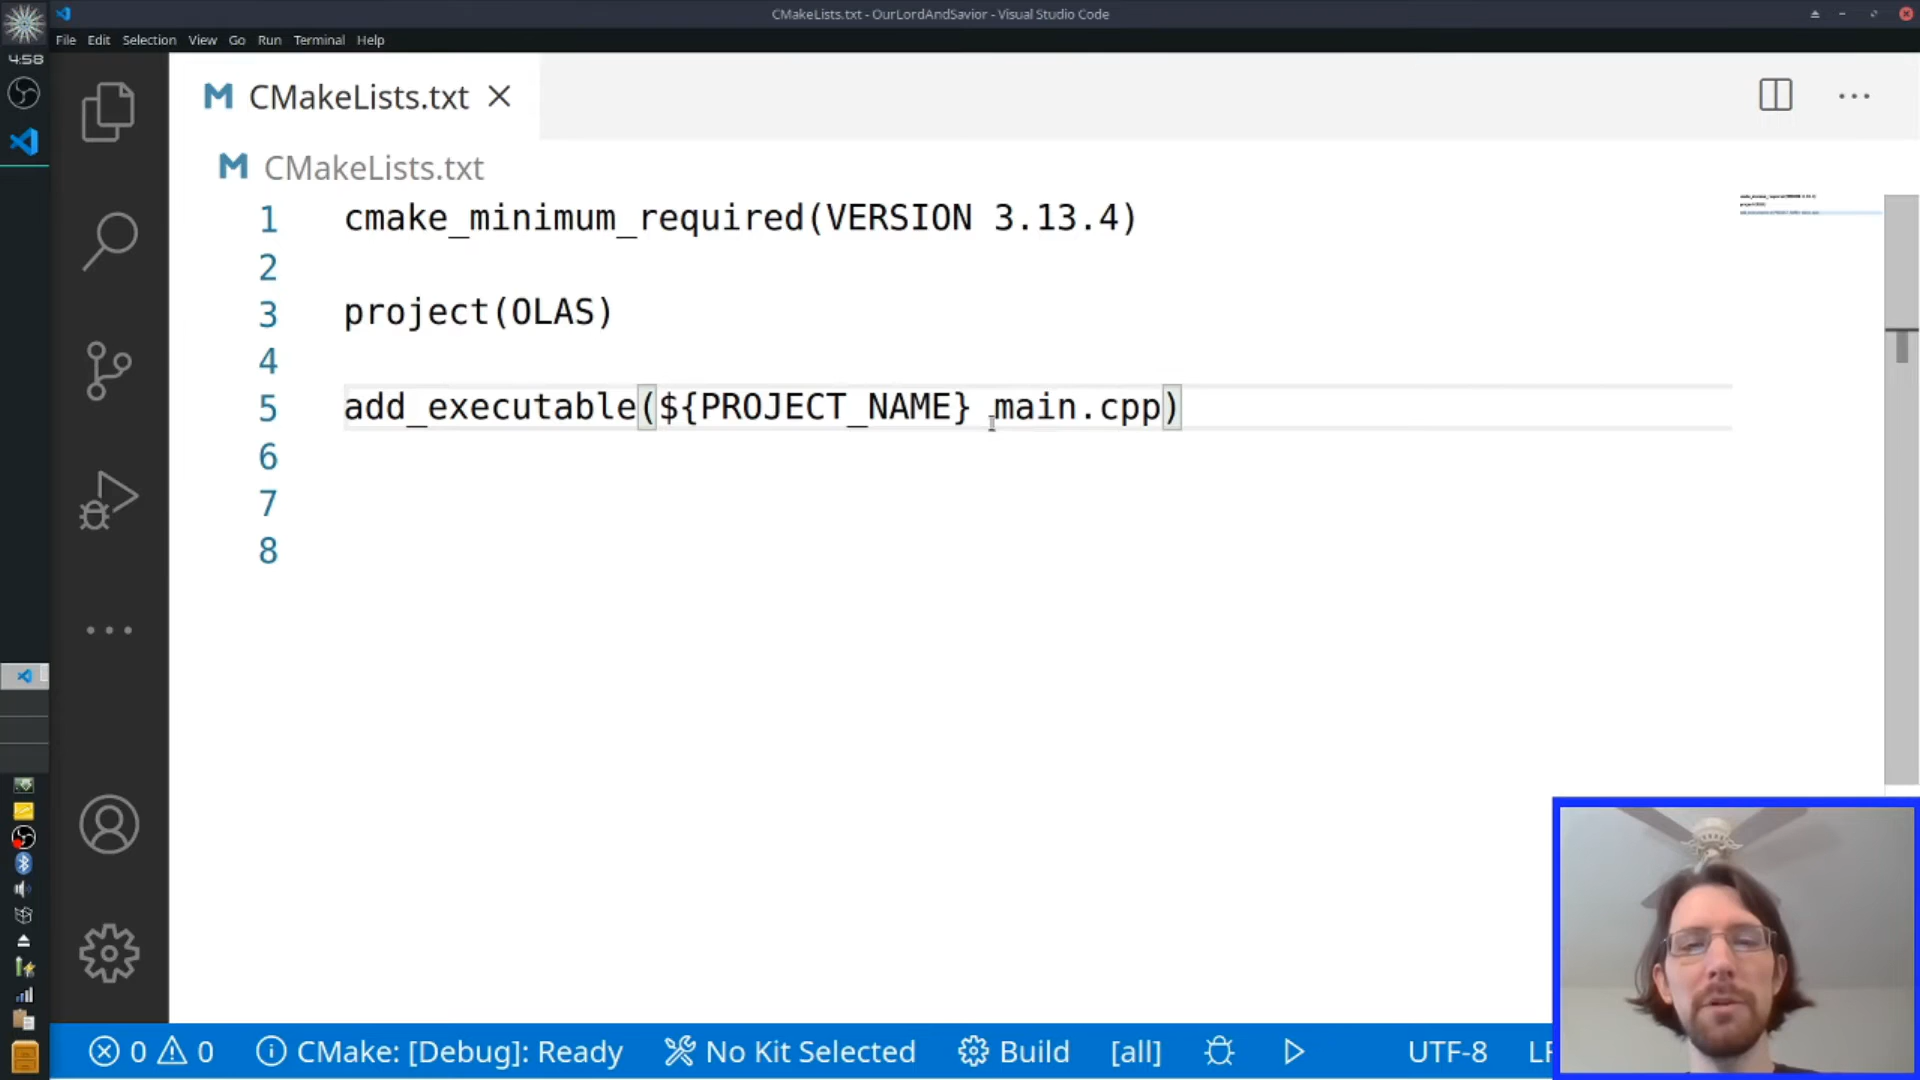 CMakeLists.txt - OurLordAndSavior - Visual Studio Code
4:58
File Edit Selection View Go Run Terminal Help
CMakeLists.txt
CMakeLists.txt
1 cmake_minimum_required(VERSION 3.13.4)
2
3 project(OLAS)
4
5 add_executable(${PROJECT_NAME} main.cpp)
6
7
8
0 0 CMake: [Debug]: Ready No Kit Selected Build [all] UTF-8 LF